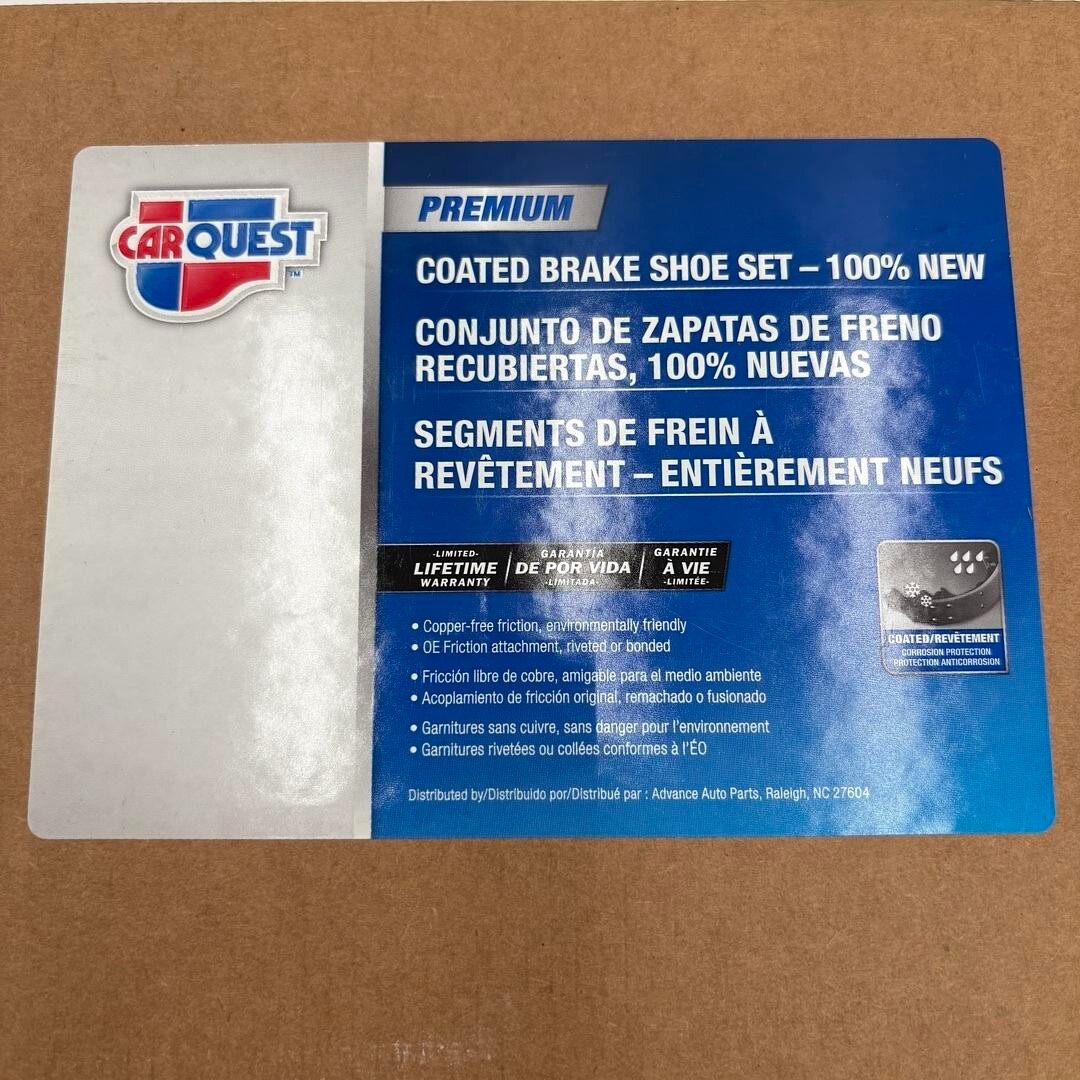 CARQUEST
TM
PREMIUM
COATED BRAKE SHOE SET – 100% NEW
CONJUNTO DE ZAPATAS DE FRENO
RECUBIERTAS, 100% NUEVAS
SEGMENTS DE FREIN À
REVÊTEMENT – ENTIÈREMENT NEUFS
-LIMITED-
LIFETIME
WARRANTY
GARANTÍA
DE POR VIDA
-LIMITADA-
GARANTIE
À VIE
-LIMITÉE-
• Copper-free friction, environmentally friendly
• OE Friction attachment, riveted or bonded
• Fricción libre de cobre, amigable para el medio ambiente
• Acoplamiento de fricción original, remachado o fusionado
• Garnitures sans cuivre, sans danger pour l'environnement
• Garnitures rivetées ou collées conformes à l'ÉO
COATED/REVÊTEMENT
CORROSION PROTECTION
PROTECTION ANTICORROSION
Distributed by/Distribuido por/Distribué par : Advance Auto Parts, Raleigh, NC 27604